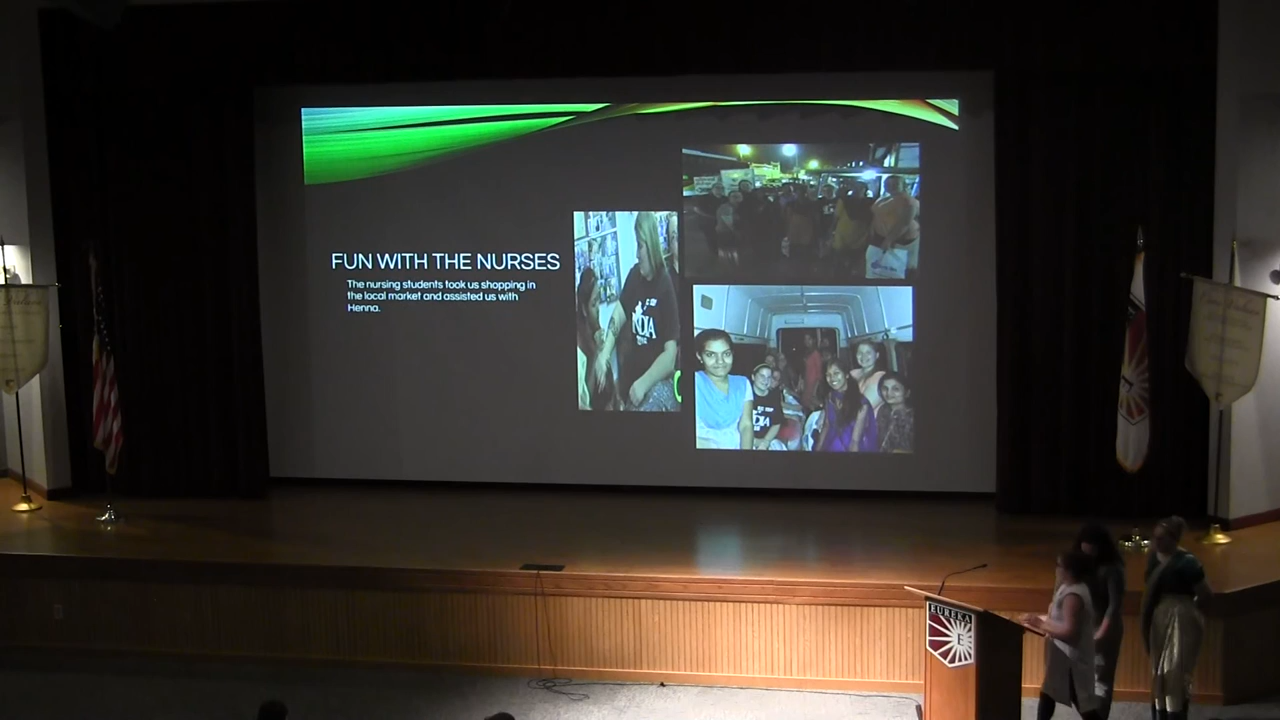 FUN WITH THE NURSES
The nursing students took us shopping in
the local market and assisted us with
Henna.
EUREKA
E